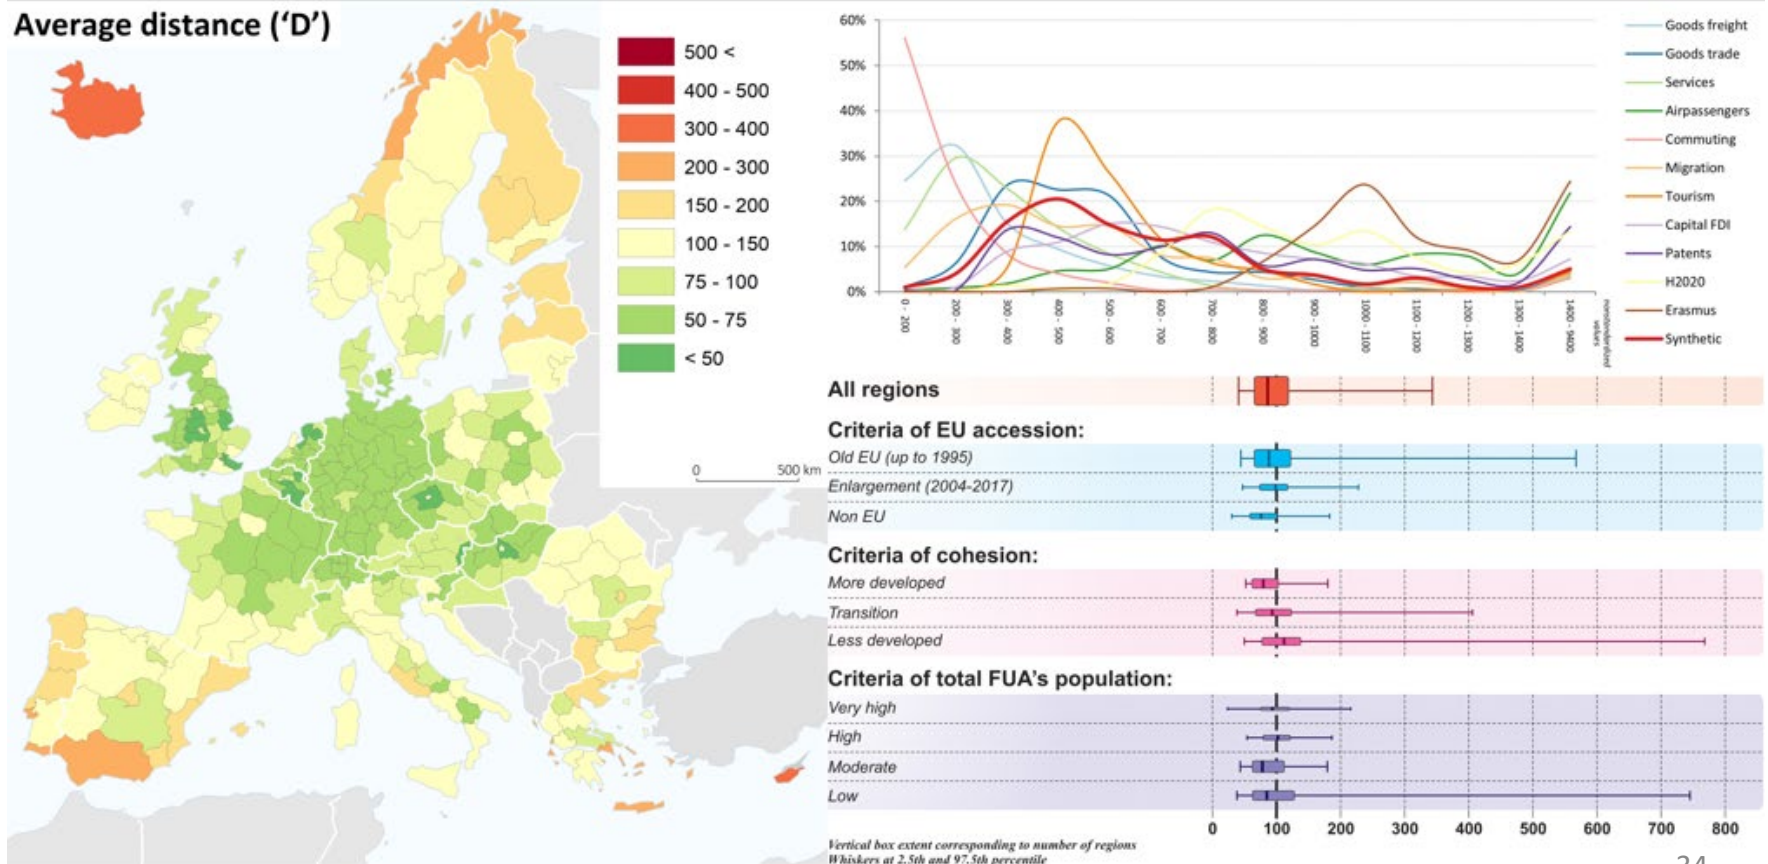 Average distance (‘D’)
500 <
400 - 500
300 - 400
200 - 300
150 - 200
100 - 150
75 - 100
50 - 75
< 50
0 500 km
60%
50%
40%
30%
20%
10%
0%
0 - 200
200 - 300
300 - 400
400 - 500
500 - 600
600 - 700
700 - 800
800 - 900
900 - 1000
1000 - 1100
1100 - 1200
1200 - 1300
1300 - 1400
1400 - 9400
nonstandardized
values
Goods freight
Goods trade
Services
Airpassengers
Commuting
Migration
Tourism
Capital FDI
Patents
H2020
Erasmus
Synthetic
All regions
Criteria of EU accession:
Old EU (up to 1995)
Enlargement (2004-2017)
Non EU
Criteria of cohesion:
More developed
Transition
Less developed
Criteria of total FUA's population:
Very high
High
Moderate
Low
0 100 200 300 400 500 600 700 800
Vertical box extent corresponding to number of regions
Whiskers at 2.5th and 97.5th percentile